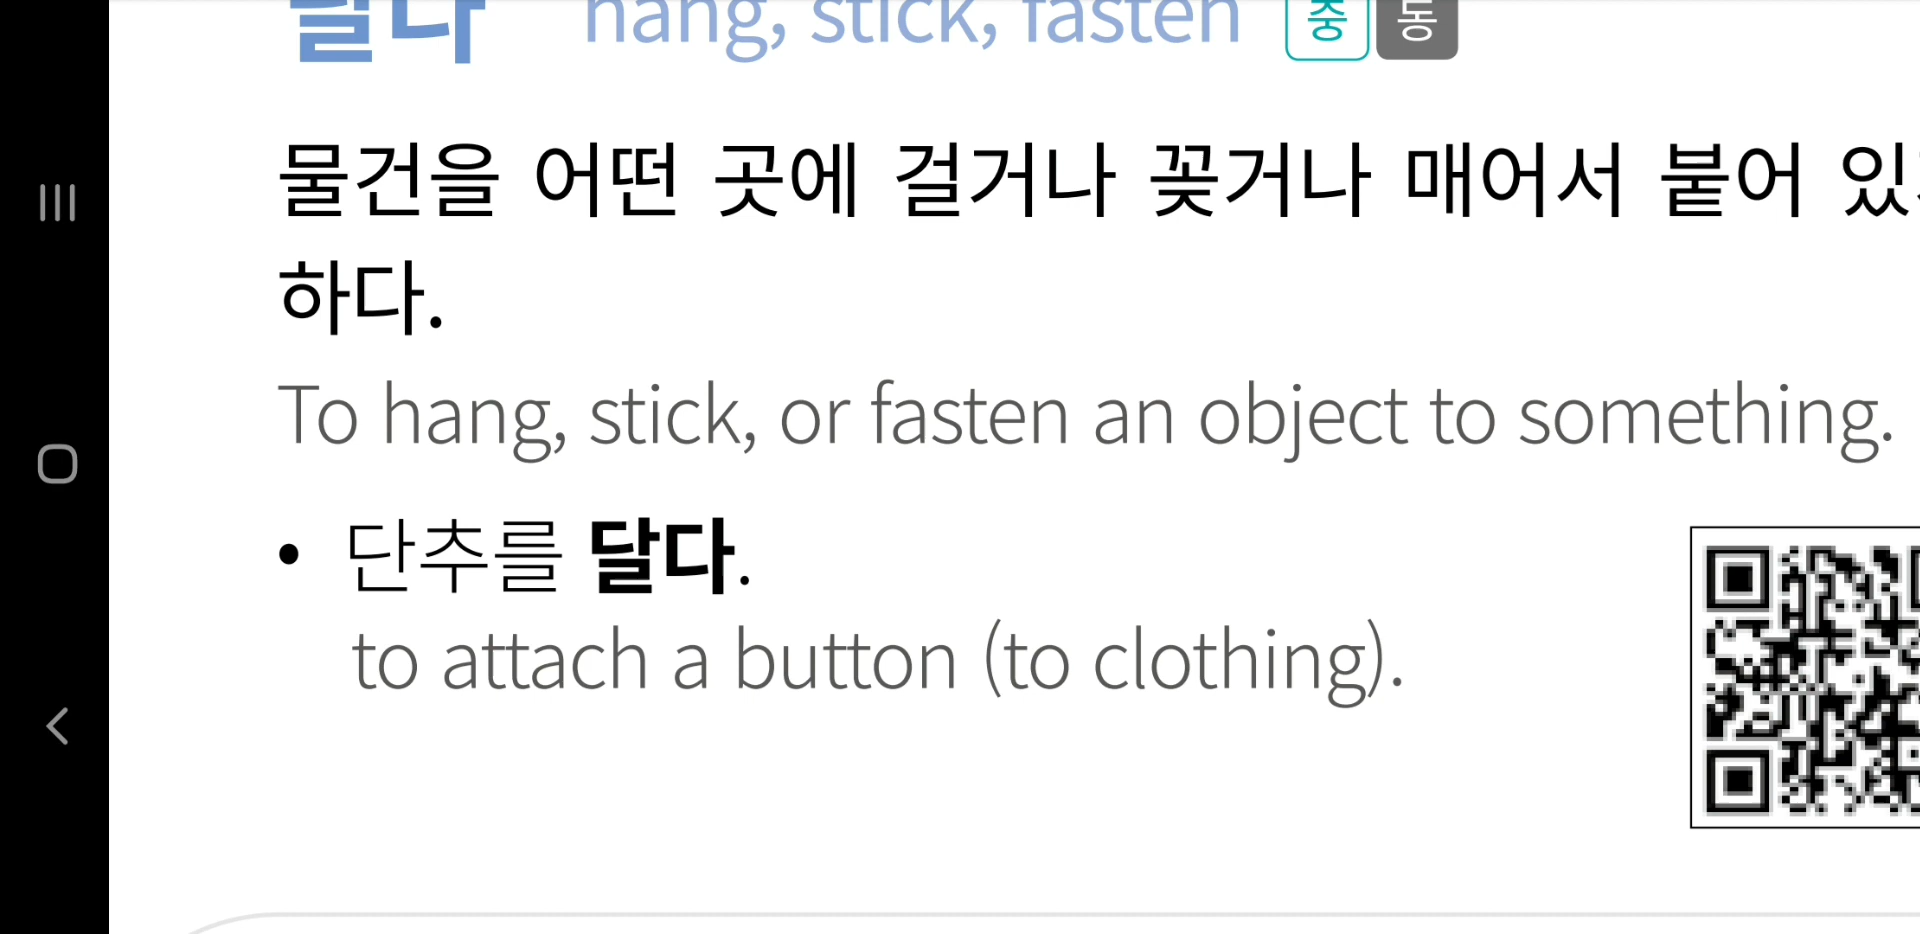 달다 hang, stick, fasten 중 동
물건을 어떤 곳에 걸거나 꽂거나 매어서 붙어 있
하다.
To hang, stick, or fasten an object to something.
• 단추를 달다.
to attach a button (to clothing).